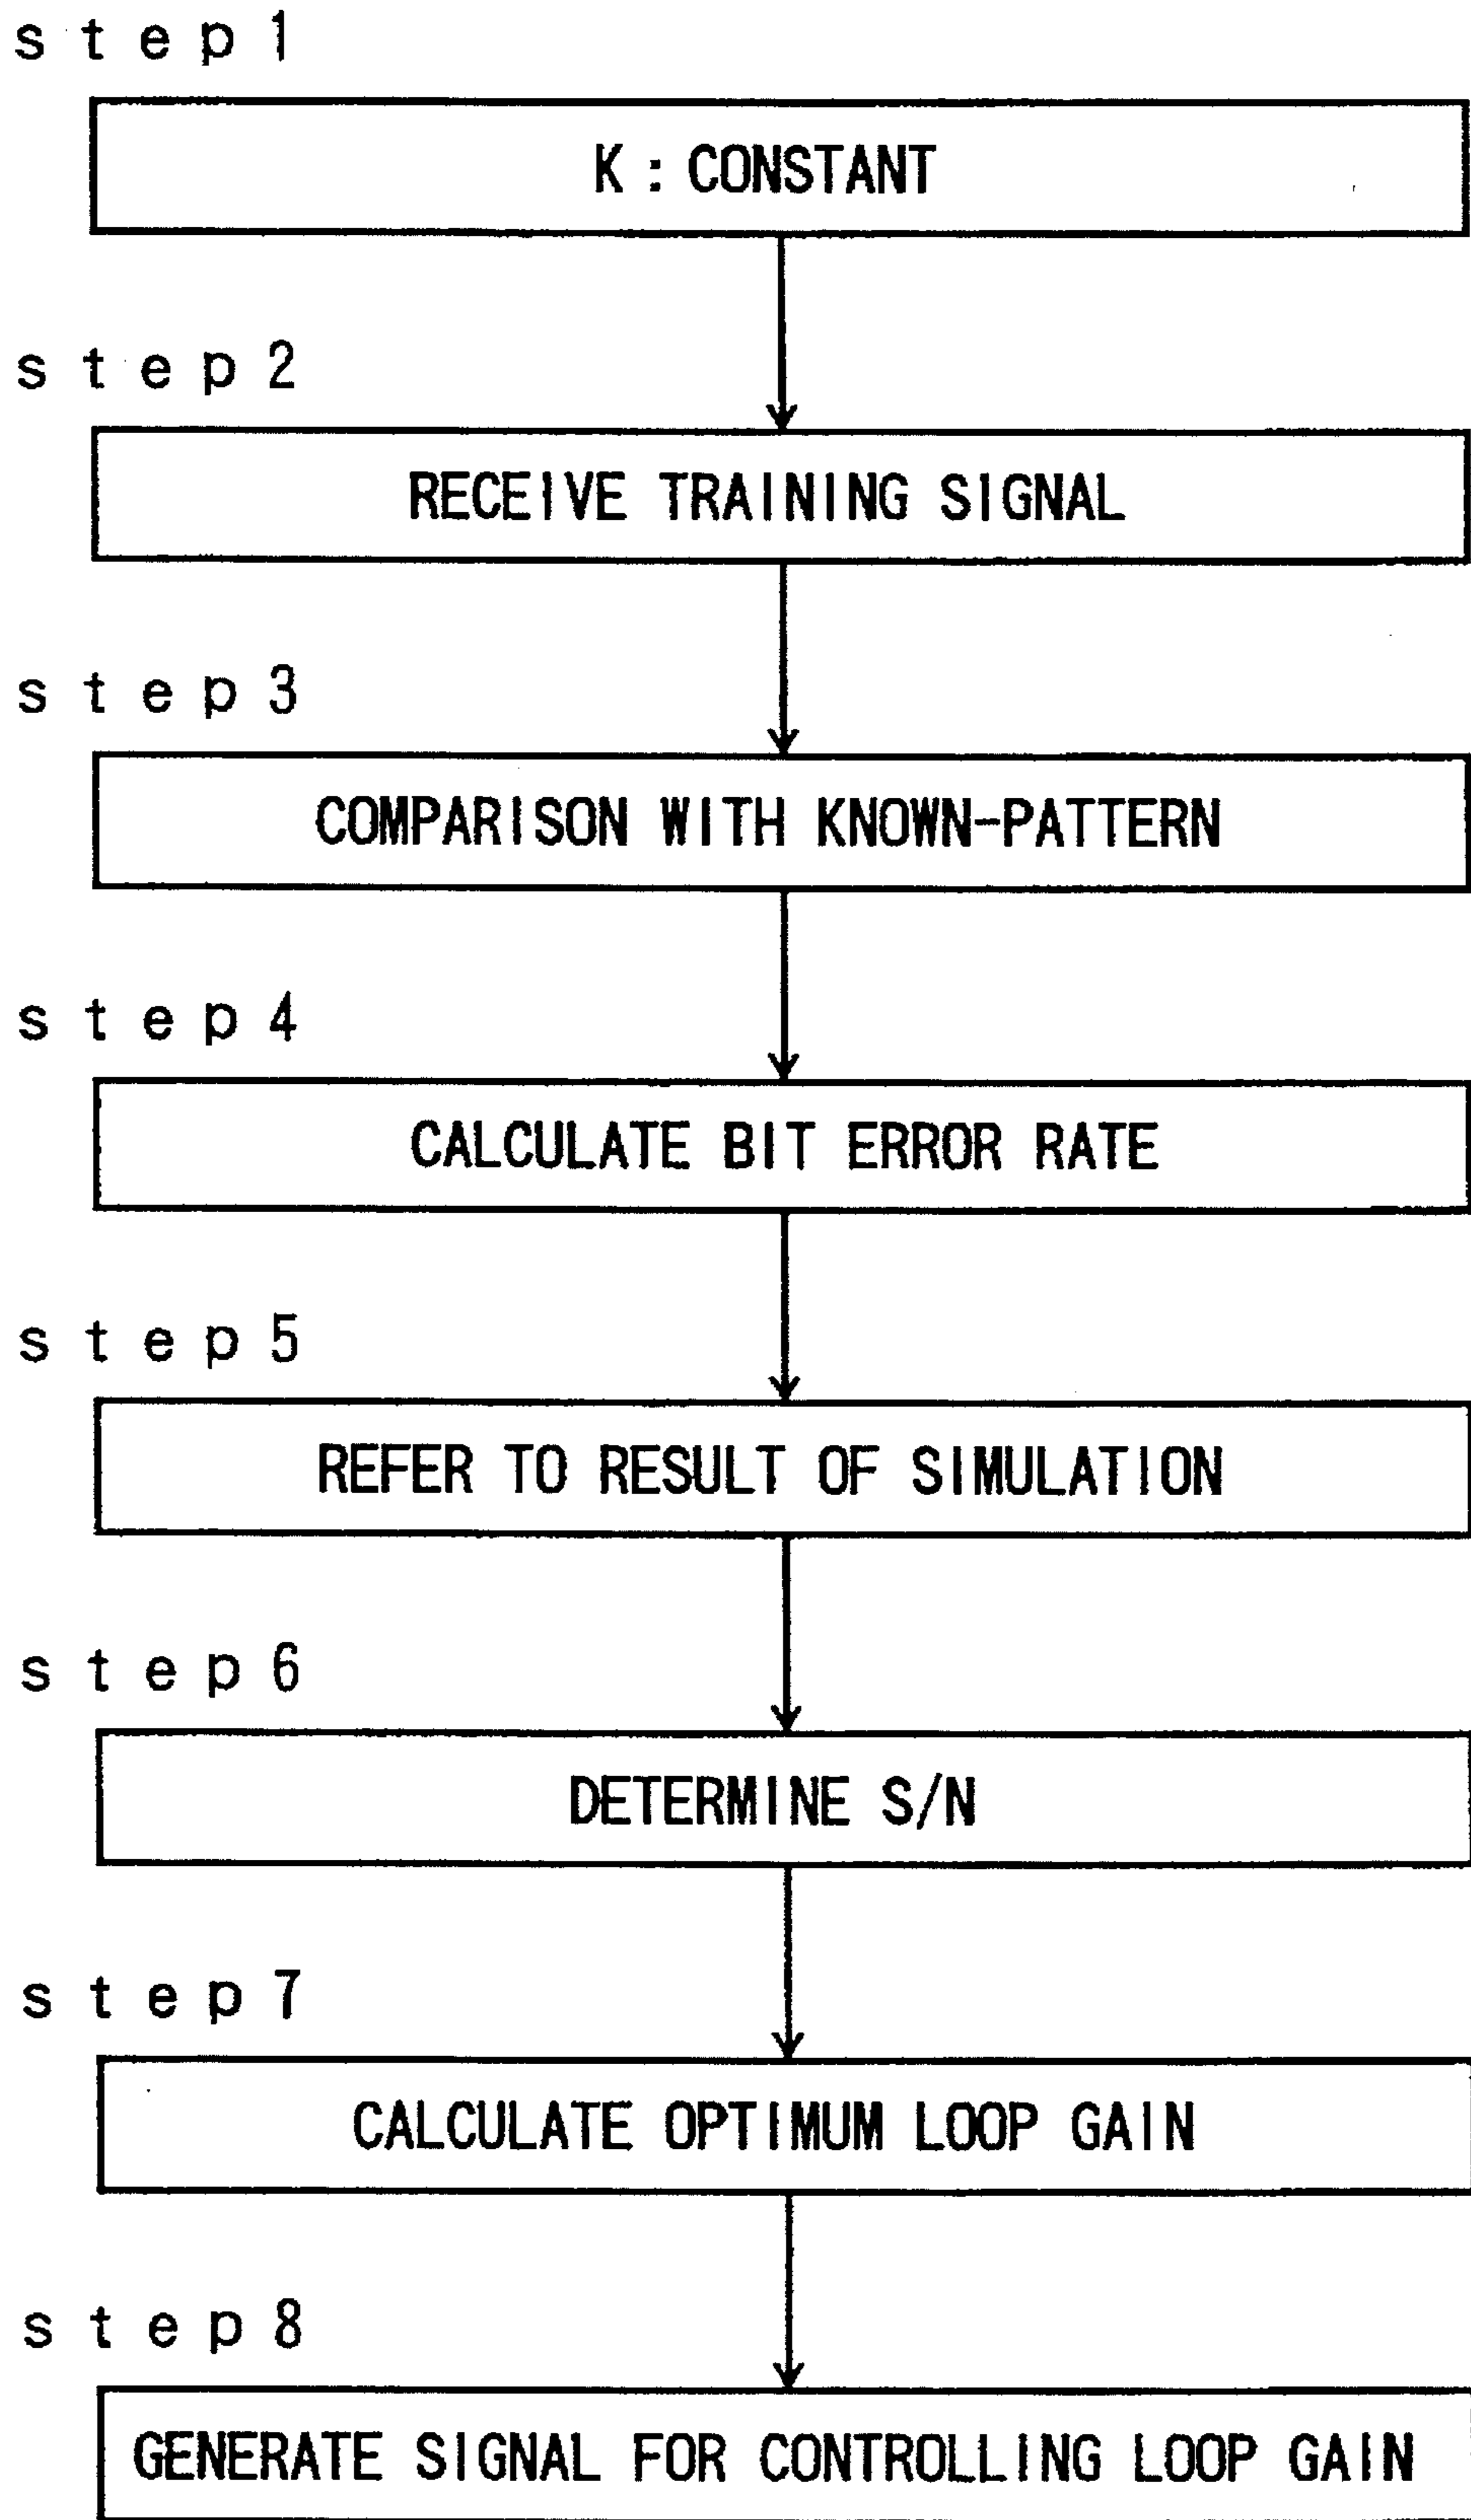 step1
K : CONSTANT
step2
RECEIVE TRAINING SIGNAL
step3
COMPARISON WITH KNOWN-PATTERN
step4
CALCULATE BIT ERROR RATE
step5
REFER TO RESULT OF SIMULATION
step6
DETERMINE S/N
step7
CALCULATE OPTIMUM LOOP GAIN
step8
GENERATE SIGNAL FOR CONTROLLING LOOP GAIN